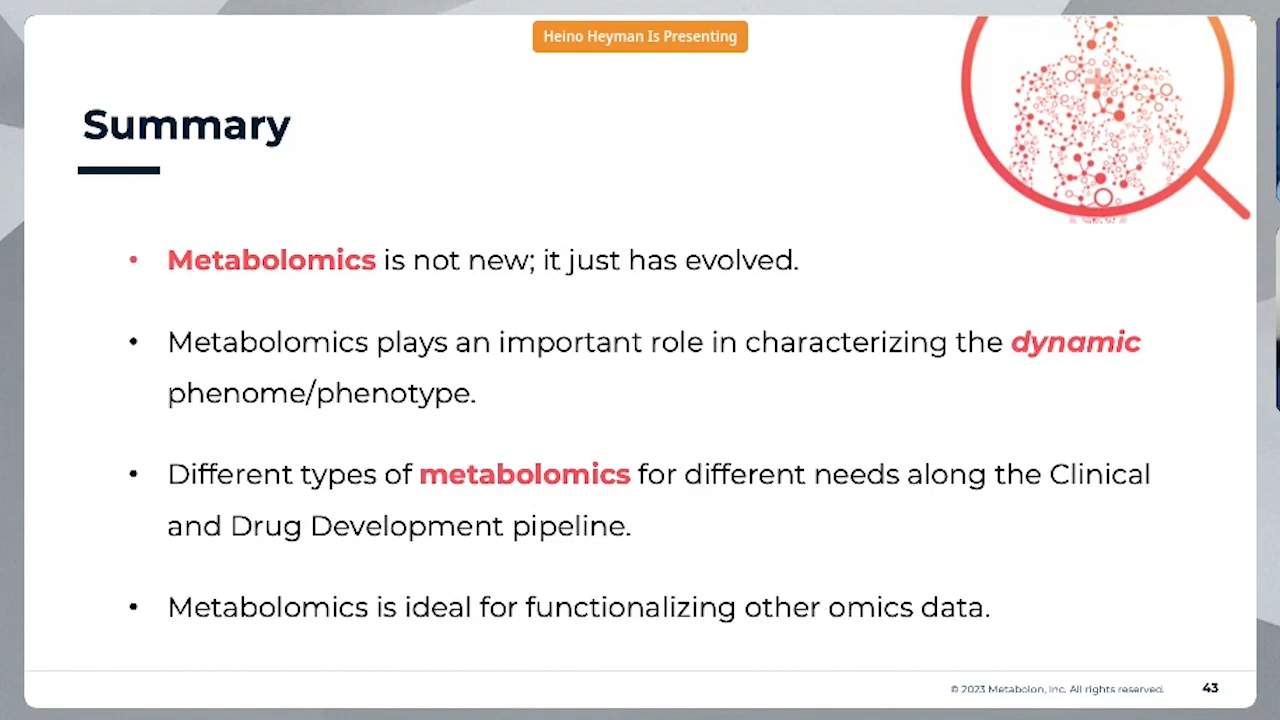 Heino Heyman Is Presenting
Summary
• Metabolomics is not new; it just has evolved.
• Metabolomics plays an important role in characterizing the dynamic
phenome/phenotype.
• Different types of metabolomics for different needs along the Clinical
and Drug Development pipeline.
• Metabolomics is ideal for functionalizing other omics data.
© 2023 Metabolon, Inc. All rights reserved. 43